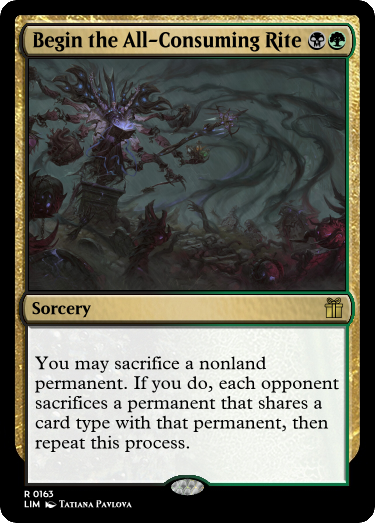 Begin the All-Consuming Rite
Sorcery
You may sacrifice a nonland
permanent. If you do, each opponent
sacrifices a permanent that shares a
card type with that permanent, then
repeat this process.
R 0163
LIM Tatiana Pavlova